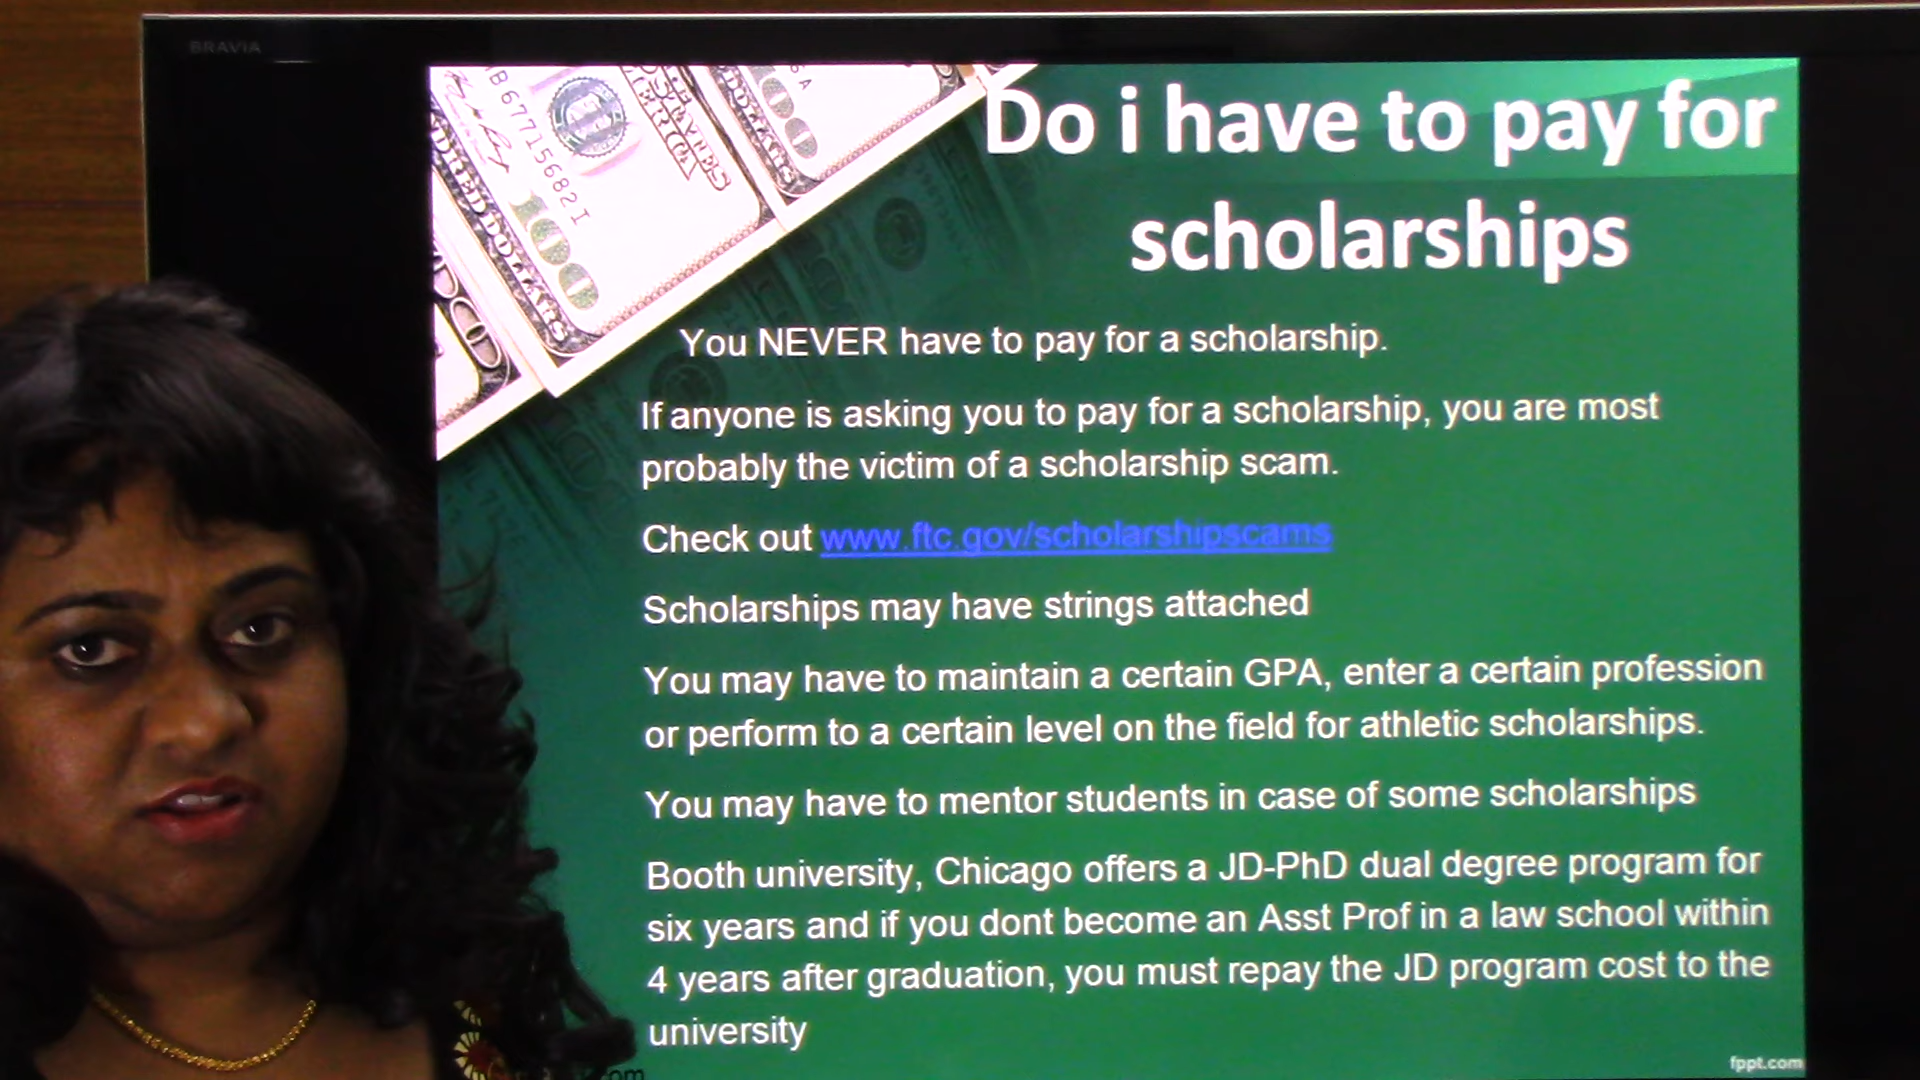 BRAVIA
Do i have to pay for
scholarships
B67715682I
100
100
You NEVER have to pay for a scholarship.
If anyone is asking you to pay for a scholarship, you are most
probably the victim of a scholarship scam.
Check out www.ftc.gov/scholarshipscams
Scholarships may have strings attached
You may have to maintain a certain GPA, enter a certain profession
or perform to a certain level on the field for athletic scholarships.
You may have to mentor students in case of some scholarships
Booth university, Chicago offers a JD-PhD dual degree program for
six years and if you dont become an Asst Prof in a law school within
4 years after graduation, you must repay the JD program cost to the
university
fppt.com